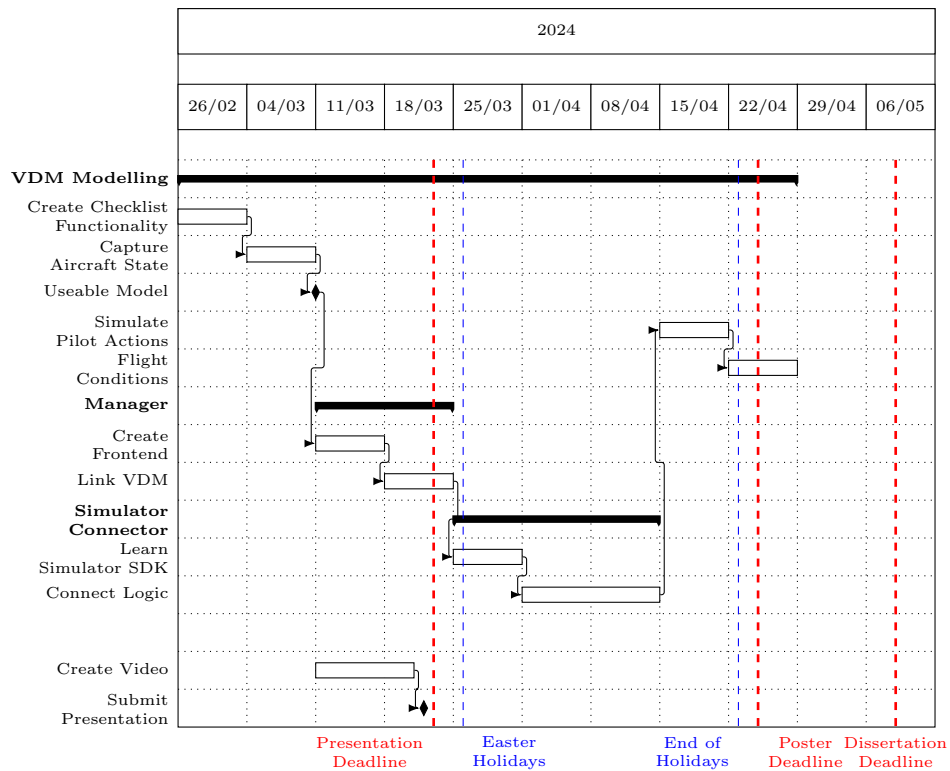 2024
26/02 04/03 11/03 18/03 25/03 01/04 08/04 15/04 22/04 29/04 06/05
VDM Modelling
Create Checklist
Functionality
Capture
Aircraft State
Useable Model
Simulate
Pilot Actions
Flight
Conditions
Manager
Create
Frontend
Link VDM
Simulator
Connector
Learn
Simulator SDK
Connect Logic
Create Video
Submit
Presentation
Presentation
Deadline
Easter
Holidays
End of
Holidays
Poster
Deadline
Dissertation
Deadline